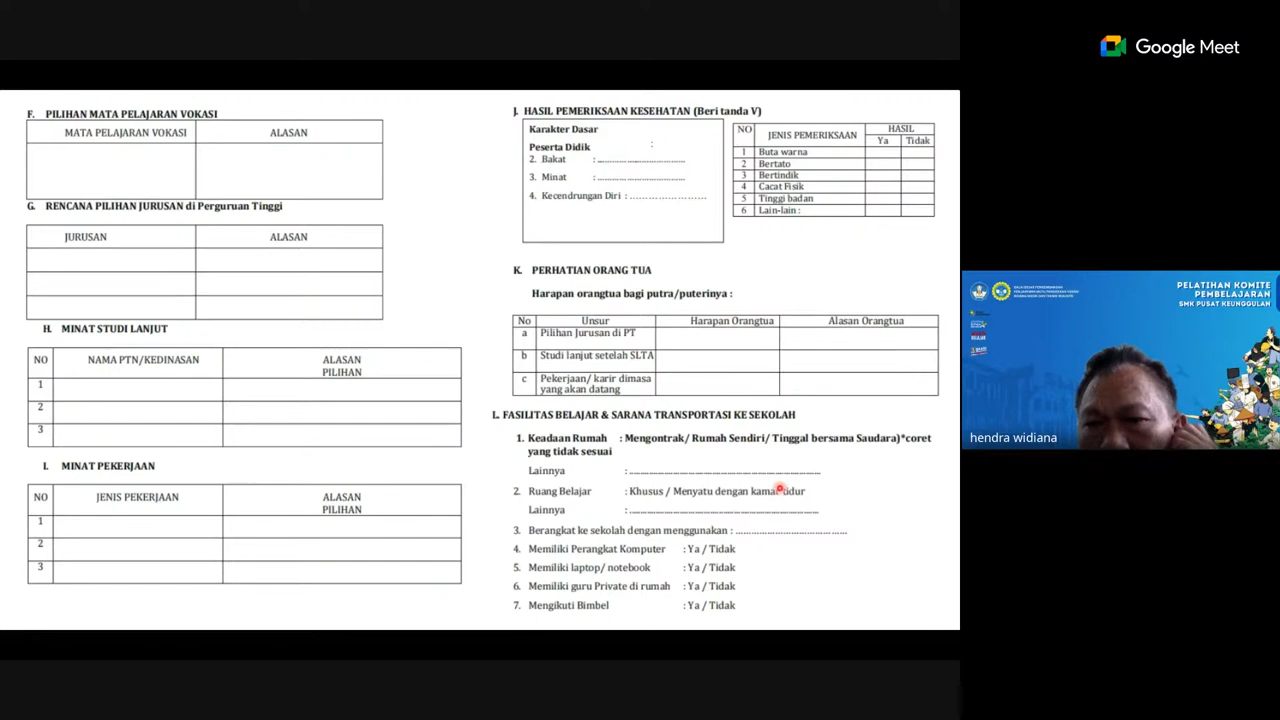 Google Meet
F. PILIHAN MATA PELAJARAN VOKASI
MATA PELAJARAN VOKASI ALASAN
G. RENCANA PILIHAN JURUSAN di Perguruan Tinggi
JURUSAN ALASAN
H. MINAT STUDI LANJUT
NO NAMA PTN/KEDINASAN ALASAN
PILIHAN
1
2
3
I. MINAT PEKERJAAN
NO JENIS PEKERJAAN ALASAN
PILIHAN
1
2
3
J. HASIL PEMERIKSAAN KESEHATAN (Beri tanda V)
Karakter Dasar
Peserta Didik :
2. Bakat : ................................
3. Minat : ................................
4. Kecendrungan Diri : ........................
NO JENIS PEMERIKSAAN HASIL
Ya Tidak
1 Buta warna
2 Bertato
3 Bertindik
4 Cacat Fisik
5 Tinggi badan
6 Lain-lain :
K. PERHATIAN ORANG TUA
Harapan orangtua bagi putra/puterinya :
No Unsur Harapan Orangtua Alasan Orangtua
a Pilihan Jurusan di PT
b Studi lanjut setelah SLTA
c Pekerjaan/ karir dimasa
yang akan datang
L. FASILITAS BELAJAR & SARANA TRANSPORTASI KE SEKOLAH
1. Keadaan Rumah : Mengontrak/ Rumah Sendiri/ Tinggal bersama Saudara)*coret
yang tidak sesuai
Lainnya : ................................................................
2. Ruang Belajar : Khusus / Menyatu dengan kamar tidur
Lainnya : ................................................................
3. Berangkat ke sekolah dengan menggunakan : ....................................
4. Memiliki Perangkat Komputer : Ya / Tidak
5. Memiliki laptop/ notebook : Ya / Tidak
6. Memiliki guru Private di rumah : Ya / Tidak
7. Mengikuti Bimbel : Ya / Tidak
PELATIHAN KOMITE
PEMBELAJARAN
SMK PUSAT KEUNGGULAN
hendra widiana